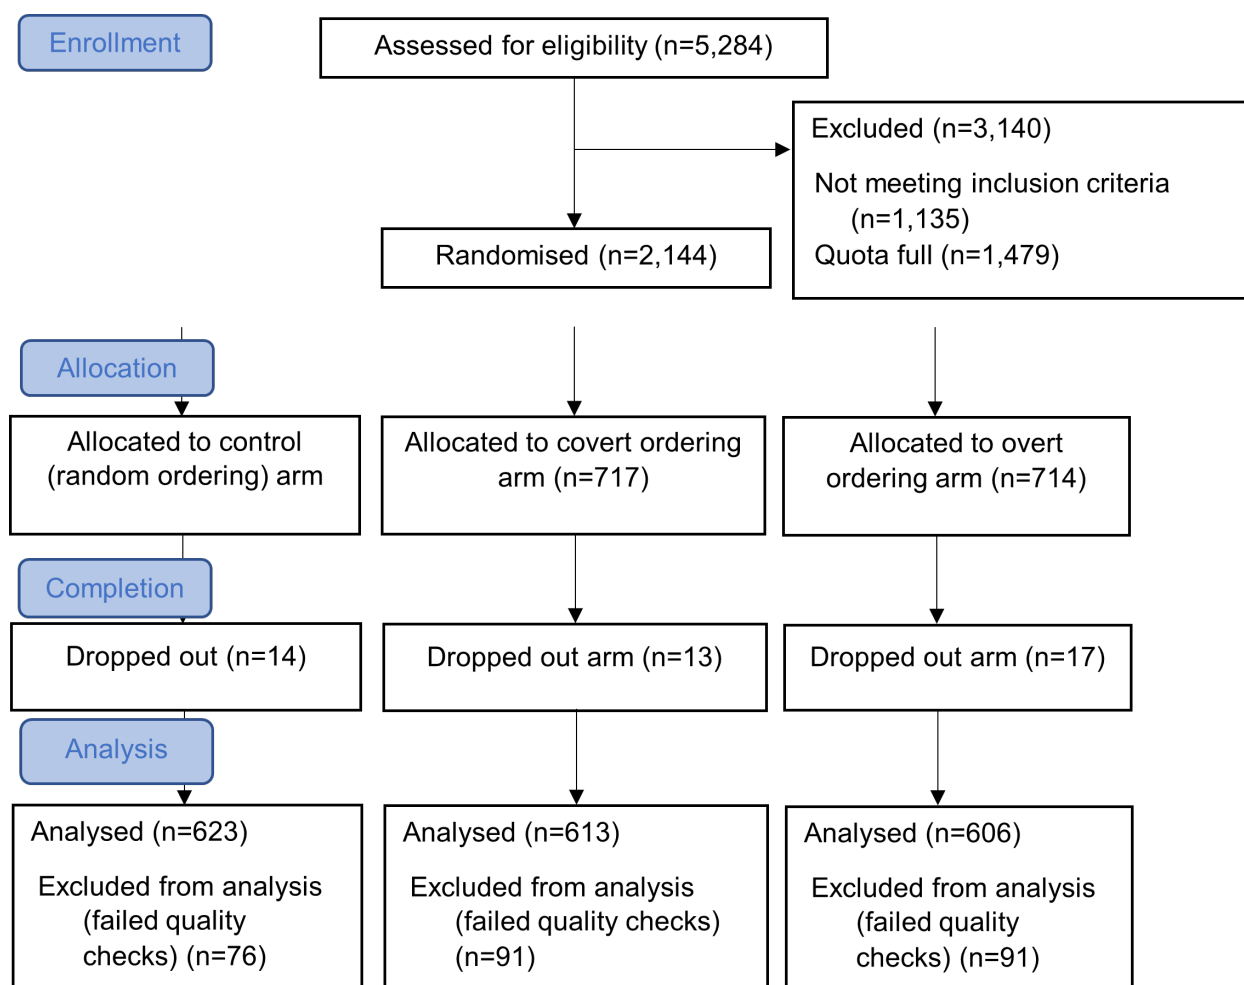 Enrollment
Assessed for eligibility (n=5,284)
Excluded (n=3,140)
Not meeting inclusion criteria
(n=1,135)
Quota full (n=1,479)
Randomised (n=2,144)
Allocation
Allocated to control
(random ordering) arm
Allocated to covert ordering
arm (n=717)
Allocated to overt
ordering arm (n=714)
Completion
Dropped out (n=14)
Dropped out arm (n=13)
Dropped out arm (n=17)
Analysis
Analysed (n=623)
Excluded from analysis
(failed quality
checks) (n=76)
Analysed (n=613)
Excluded from analysis
(failed quality checks)
(n=91)
Analysed (n=606)
Excluded from analysis
(failed quality
checks) (n=91)